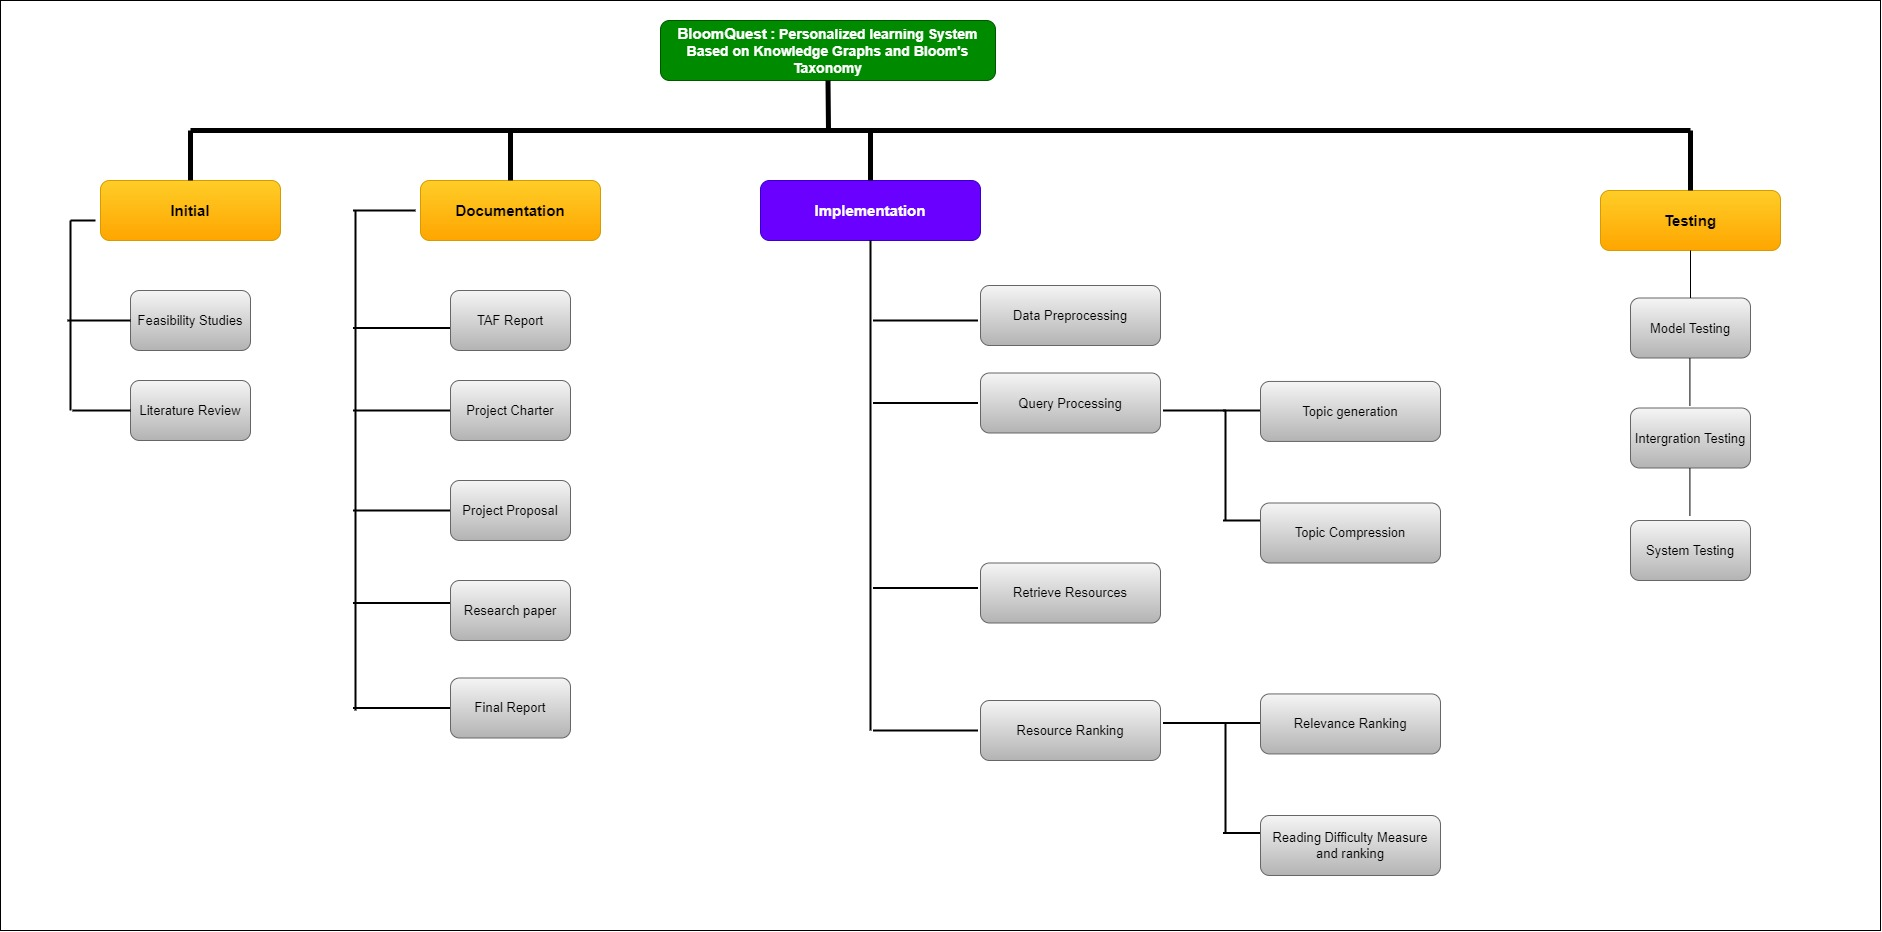 BloomQuest : Personalized learning System
Based on Knowledge Graphs and Bloom's
Taxonomy
Initial
Feasibility Studies
Literature Review
Documentation
TAF Report
Project Charter
Project Proposal
Research paper
Final Report
Implementation
Data Preprocessing
Query Processing
Topic generation
Topic Compression
Retrieve Resources
Resource Ranking
Relevance Ranking
Reading Difficulty Measure
and ranking
Testing
Model Testing
Intergration Testing
System Testing